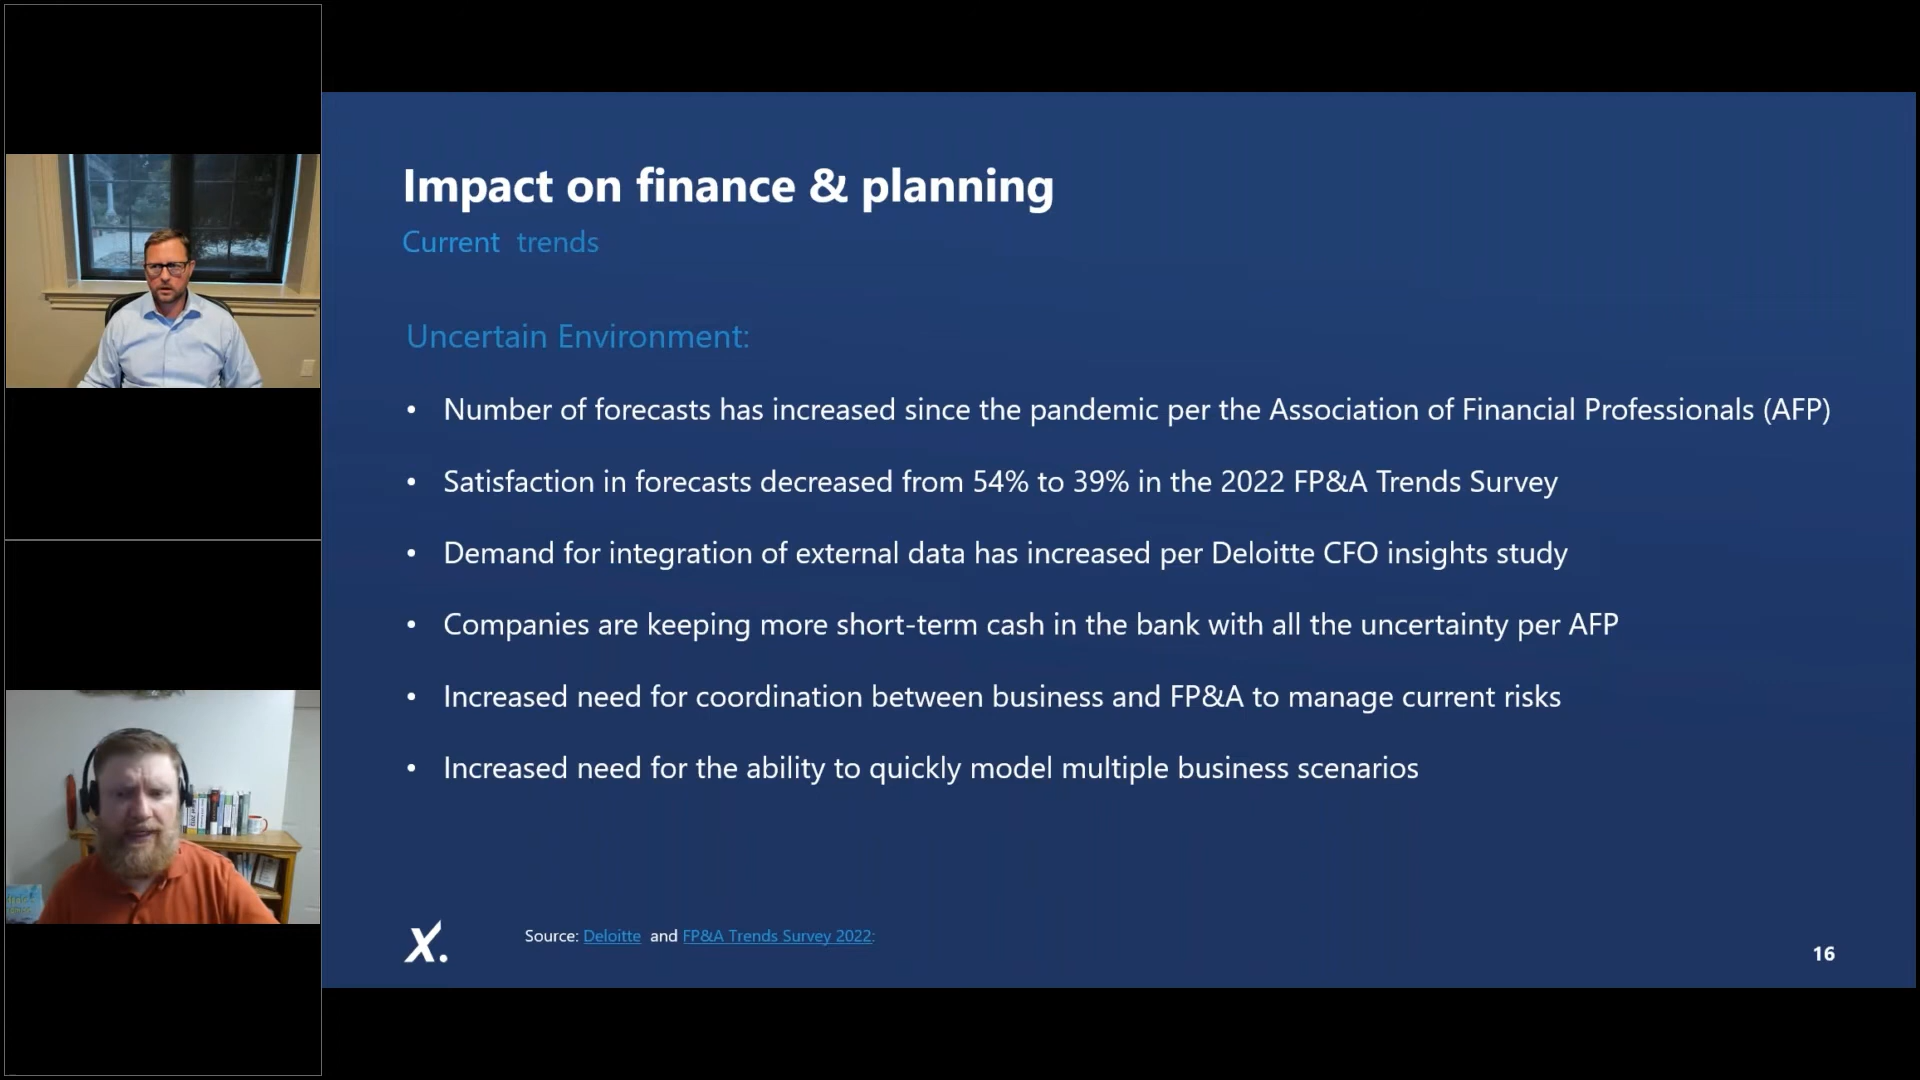 Impact on finance & planning
Current trends
Uncertain Environment:
• Number of forecasts has increased since the pandemic per the Association of Financial Professionals (AFP)
• Satisfaction in forecasts decreased from 54% to 39% in the 2022 FP&A Trends Survey
• Demand for integration of external data has increased per Deloitte CFO insights study
• Companies are keeping more short-term cash in the bank with all the uncertainty per AFP
• Increased need for coordination between business and FP&A to manage current risks
• Increased need for the ability to quickly model multiple business scenarios
X.
Source: Deloitte and FP&A Trends Survey 2022:
16